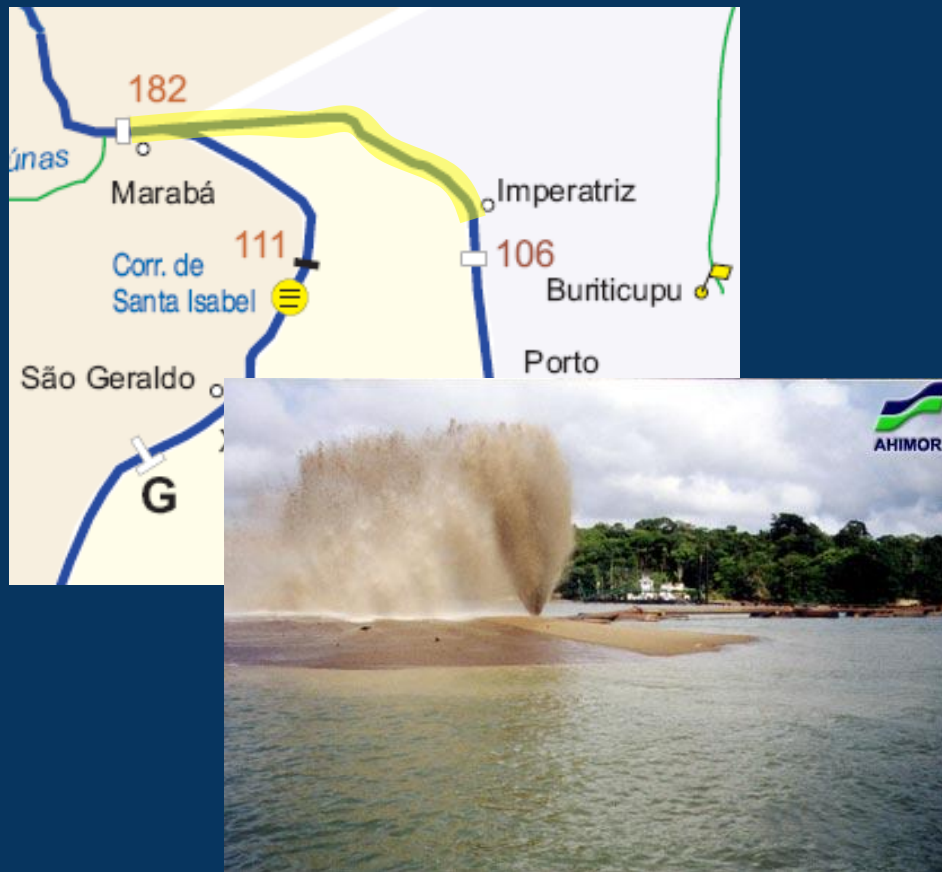 182
únas
Marabá
Imperatriz
111
106
Corr. de
Santa Isabel
Buriticupu
Porto
São Geraldo
G
AHIMOR